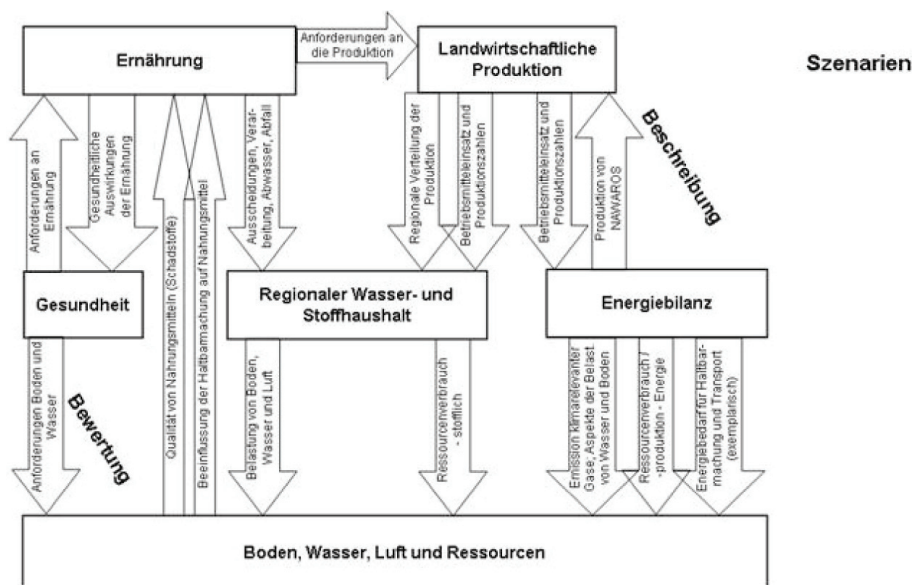 Anforderungen an
die Produktion
Ernährung
Landwirtschaftliche
Produktion
Szenarien
Anforderungen an
Ernährung
Gesundheitliche
Auswirkungen
der Ernährung
Qualität von Nahrungsmitteln (Schadstoffe)
Beeinflussung der Haltbarmachung auf Nahrungsmittel
Ausscheidungen, Verar-
beitung, Abwasser, Abfall
Regionale Verteilung der
Produktion
Betriebsmitteleinsatz und
Produktionszahlen
Betriebsmitteleinsatz und
Produktionszahlen
Produktion von
NAWAROS
Beschreibung
Gesundheit
Regionaler Wasser- und
Stoffhaushalt
Energiebilanz
Anforderungen Boden und
Wasser
Bewertung
Belastung von Boden,
Wasser und Luft
Ressourcenverbrauch
- stofflich
Emission klimarelevanter
Gase; Aspekte der Belast.
von Wasser und Boden
Ressourcenverbrauch /
-produktion - Energie
Energiebedarf für Haltbar-
machung und Transport
(exemplarisch)
Boden, Wasser, Luft und Ressourcen